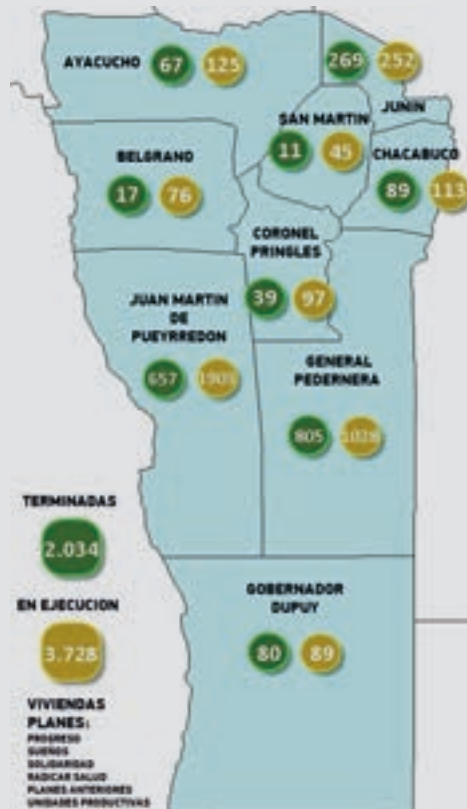 AYACUCHO 67 125
269 252
JUNIN
SAN MARTIN
11 45
CHACABUCO
89 113
BELGRANO
17 76
CORONEL
PRINGLES
39 97
JUAN MARTIN
DE
PUEYRREDON
657 1903
GENERAL
PEDERNERA
805 1028
TERMINADAS
2.034
EN EJECUCION
3.728
GOBERNADOR
DUPUY
80 89
VIVIENDAS
PLANES:
PROGRESO
SUEÑOS
SOLIDARIDAD
RADICAR SALUD
PLANES ANTERIORES
UNIDADES PRODUCTIVAS